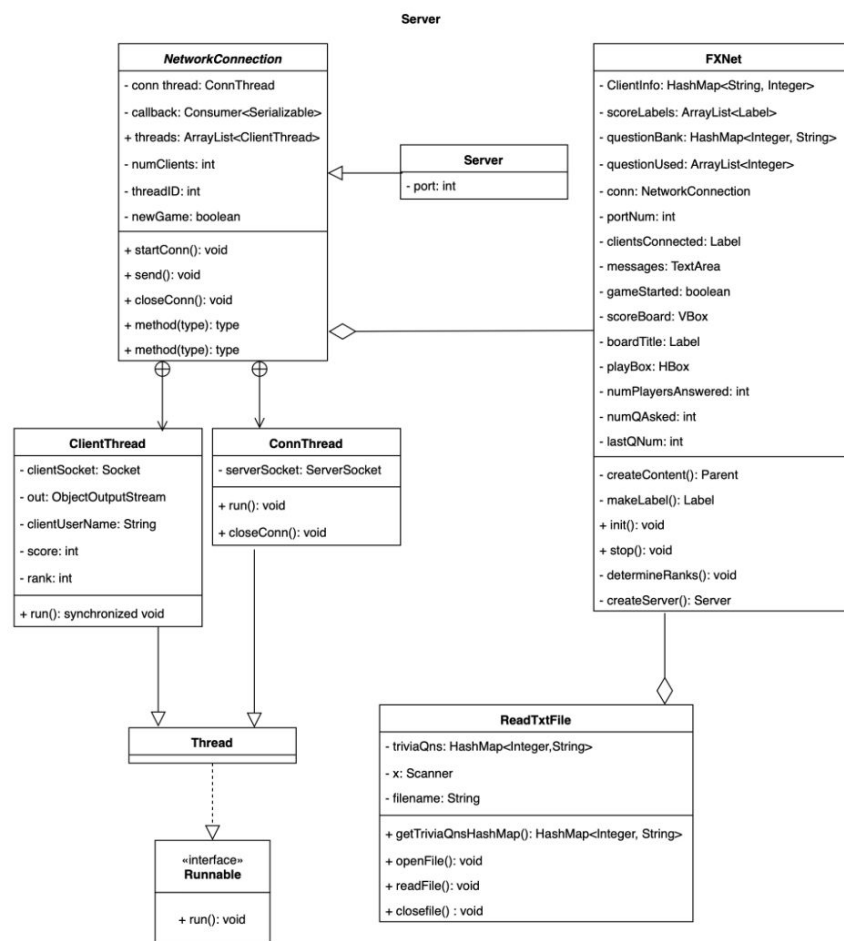 Server
NetworkConnection
- conn thread: ConnThread
- callback: Consumer<Serializable>
+ threads: ArrayList<ClientThread>
- numClients: int
- threadID: int
- newGame: boolean
+ startConn(): void
+ send(): void
+ closeConn(): void
+ method(type): type
+ method(type): type
Server
- port: int
FXNet
- ClientInfo: HashMap<String, Integer>
- scoreLabels: ArrayList<Label>
- questionBank: HashMap<Integer, String>
- questionUsed: ArrayList<Integer>
- conn: NetworkConnection
- portNum: int
- clientsConnected: Label
- messages: TextArea
- gameStarted: boolean
- scoreBoard: VBox
- boardTitle: Label
- playBox: HBox
- numPlayersAnswered: int
- numQAsked: int
- lastQNum: int
- createContent(): Parent
- makeLabel(): Label
+ init(): void
+ stop(): void
- determineRanks(): void
- createServer(): Server
ClientThread
- clientSocket: Socket
- out: ObjectOutputStream
- clientUserName: String
- score: int
- rank: int
+ run(): synchronized void
ConnThread
- serverSocket: ServerSocket
+ run(): void
+ closeConn(): void
Thread
«interface»
Runnable
+ run(): void
ReadTxtFile
- triviaQns: HashMap<Integer,String>
- x: Scanner
- filename: String
+ getTriviaQnsHashMap(): HashMap<Integer, String>
+ openFile(): void
+ readFile(): void
+ closefile() : void